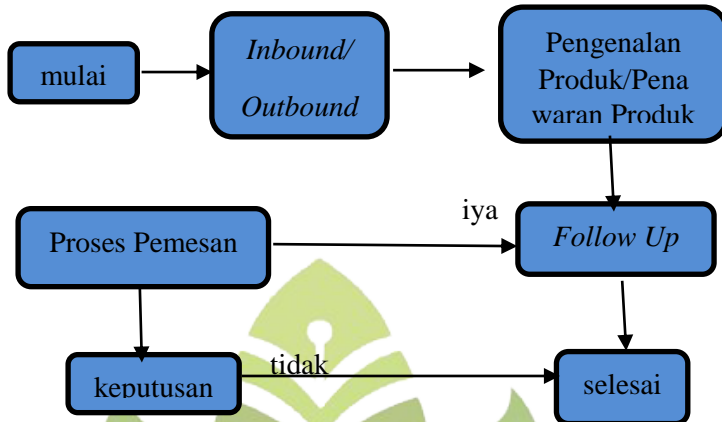 mulai
Inbound/
Outbound
Pengenalan
Produk/Pena
waran Produk
iya
Proses Pemesan
Follow Up
tidak
keputusan
selesai